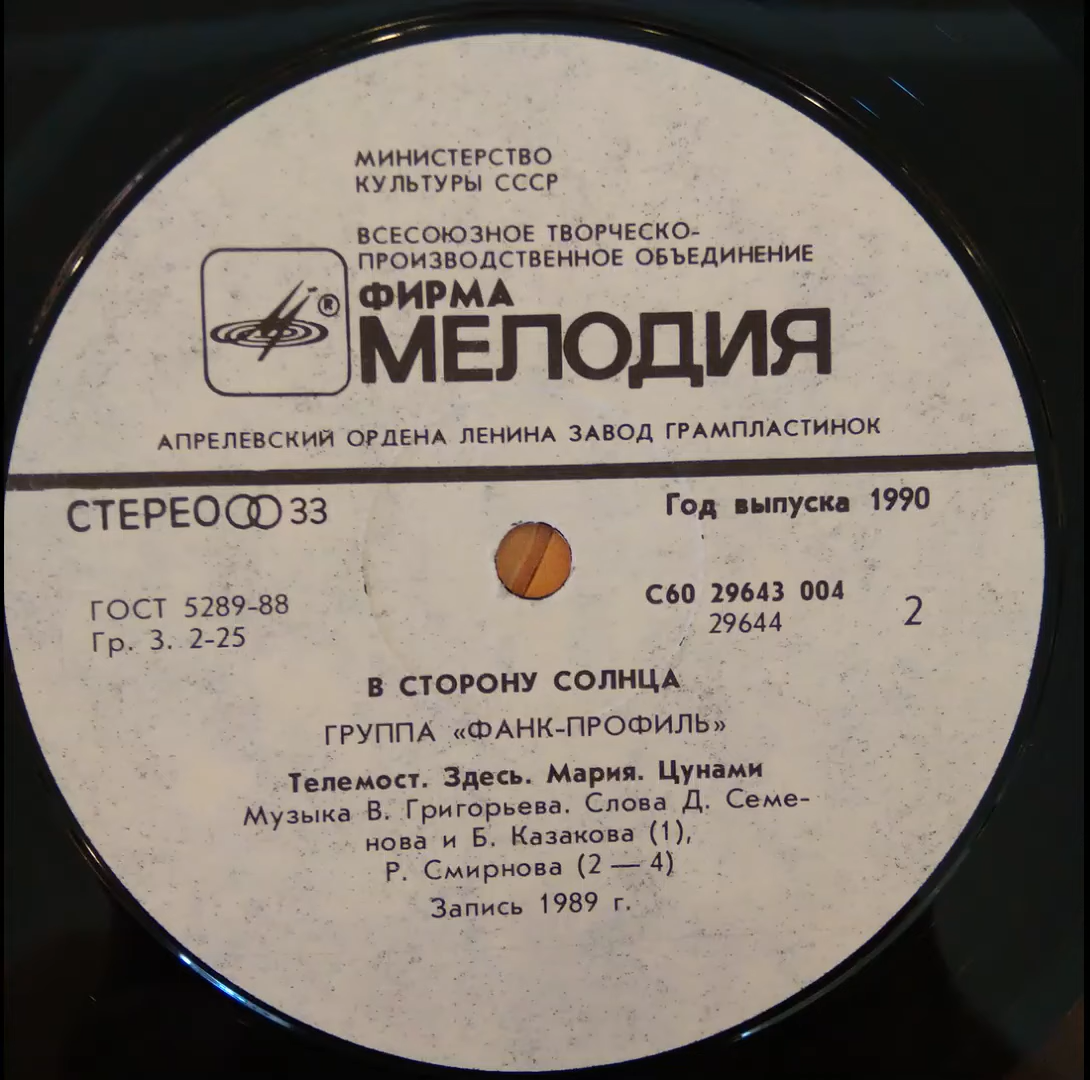 МИНИСТЕРСТВО
КУЛЬТУРЫ СССР
ВСЕСОЮЗНОЕ ТВОРЧЕСКО-
ПРОИЗВОДСТВЕННОЕ ОБЪЕДИНЕНИЕ
®
ФИРМА
МЕЛОДИЯ
АПРЕЛЕВСКИЙ ОРДЕНА ЛЕНИНА ЗАВОД ГРАМПЛАСТИНОК
СТЕРЕО 33
Год выпуска 1990
ГОСТ 5289-88
Гр. 3. 2-25
С60 29643 004
29644
2
В СТОРОНУ СОЛНЦА
ГРУППА «ФАНК-ПРОФИЛЬ»
Телемост. Здесь. Мария. Цунами
Музыка В. Григорьева. Слова Д. Семе-
нова и Б. Казакова (1),
Р. Смирнова (2 — 4)
Запись 1989 г.